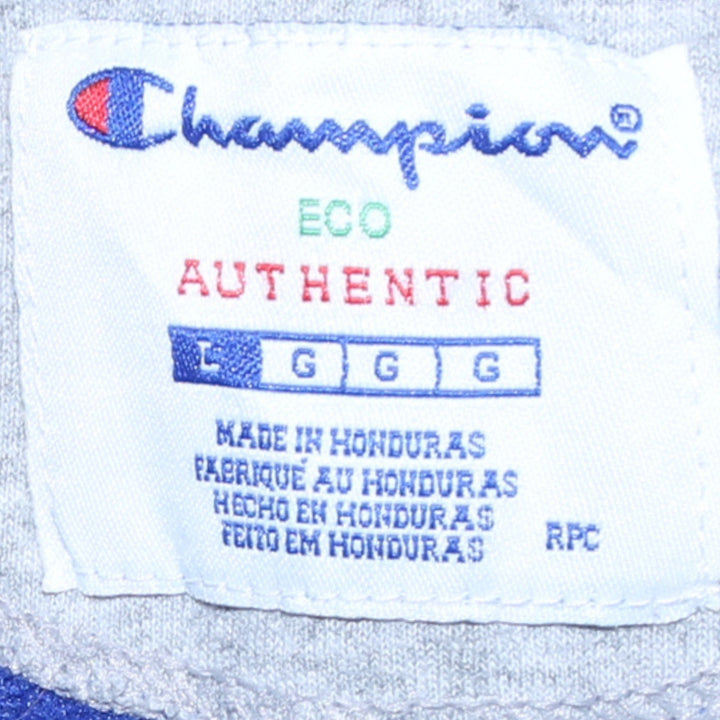 Champion®
ECO
AUTHENTIC
L G G G
MADE IN HONDURAS
FABRIQUÉ AU HONDURAS
HECHO EN HONDURAS
FEITO EM HONDURAS RPC